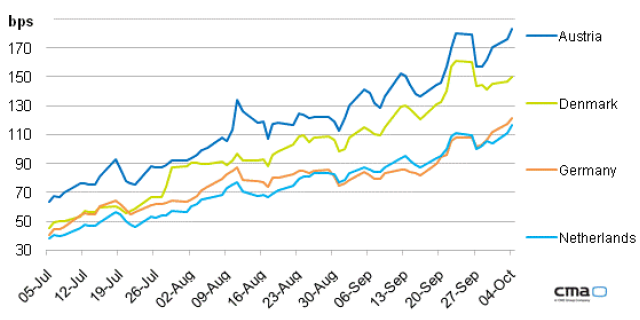 bps
170
150
130
110
90
70
50
30
05-Jul
12-Jul
19-Jul
26-Jul
02-Aug
09-Aug
16-Aug
23-Aug
30-Aug
06-Sep
13-Sep
20-Sep
27-Sep
04-Oct
Austria
Denmark
Germany
Netherlands
cma